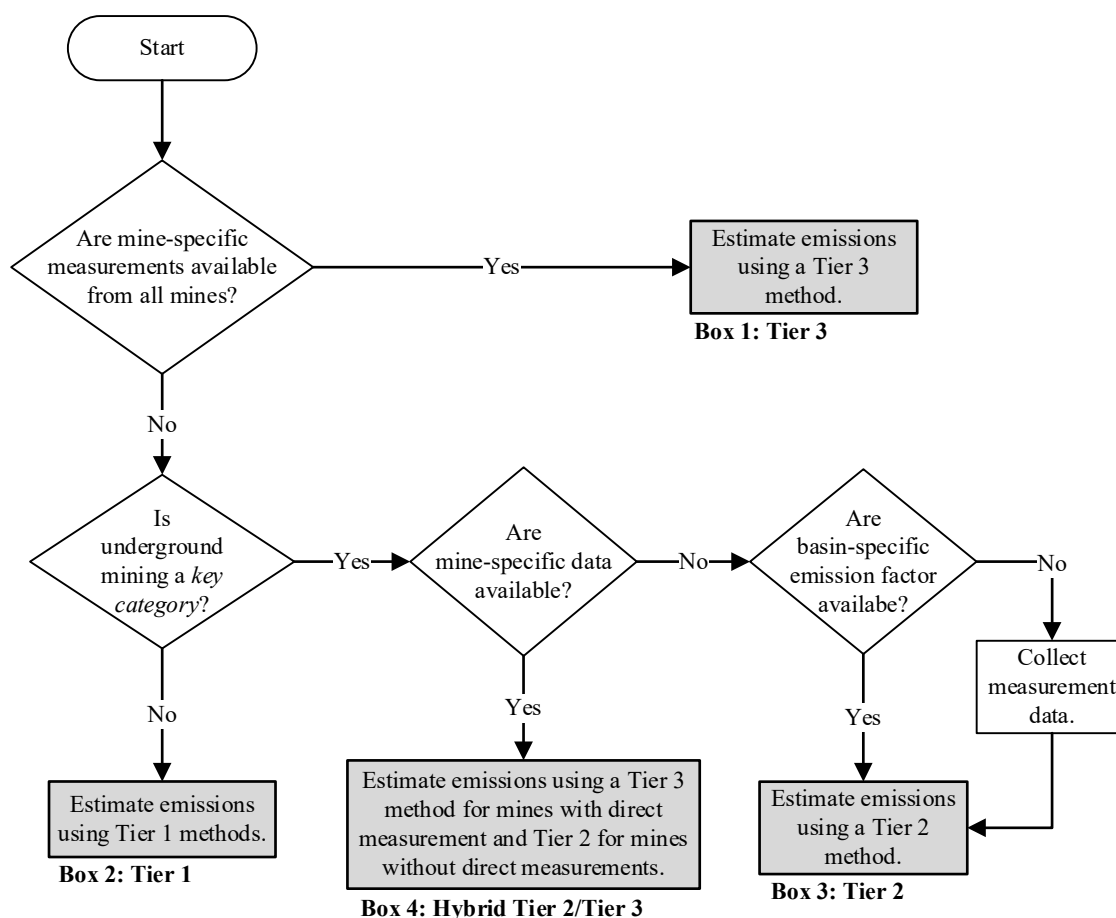 Start
Are mine-specific
measurements available
from all mines?
Yes
Estimate emissions
using a Tier 3
method.
Box 1: Tier 3
No
Is
underground
mining a key
category?
Yes
Are
mine-specific data
available?
No
Are
basin-specific
emission factor
availabe?
No
Collect
measurement
data.
No
Yes
Yes
Estimate emissions
using Tier 1 methods.
Box 2: Tier 1
Estimate emissions using a Tier 3
method for mines with direct
measurement and Tier 2 for mines
without direct measurements.
Box 4: Hybrid Tier 2/Tier 3
Estimate emissions
using a Tier 2
method.
Box 3: Tier 2